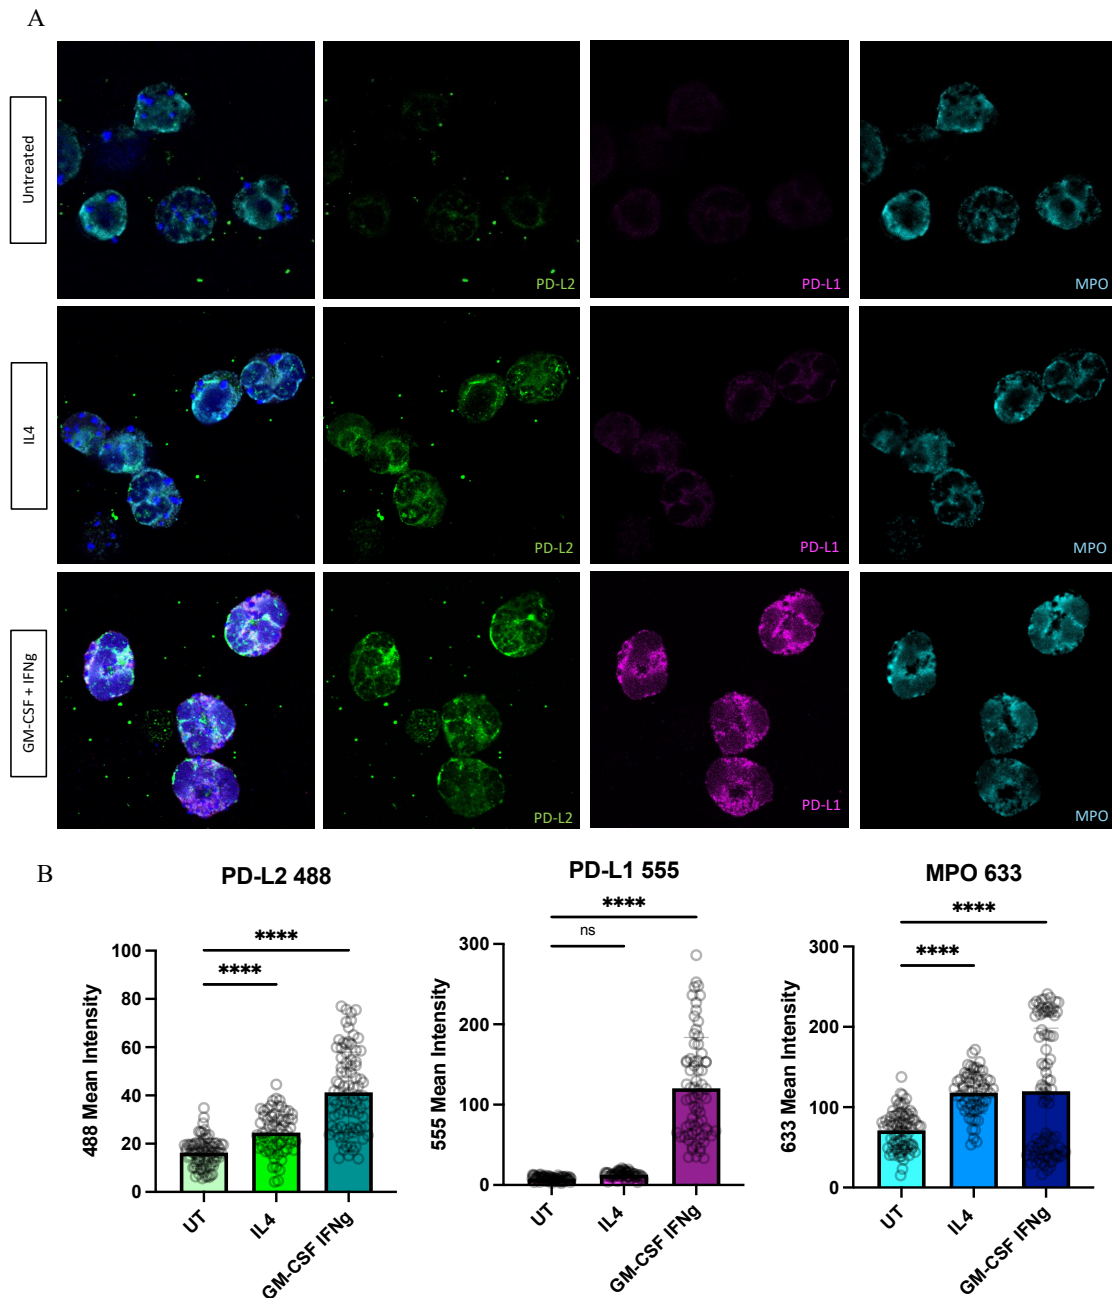 A
Untreated
PD-L2
PD-L1
MPO
IL4
PD-L2
PD-L1
MPO
GM-CSF + IFNg
PD-L2
PD-L1
MPO
B
PD-L2 488
488 Mean Intensity
100
80
60
40
20
0
****
****
UT
IL4
GM-CSF IFNg
PD-L1 555
555 Mean Intensity
300
200
100
0
****
ns
UT
IL4
GM-CSF IFNg
MPO 633
633 Mean Intensity
300
200
100
0
****
****
UT
IL4
GM-CSF IFNg